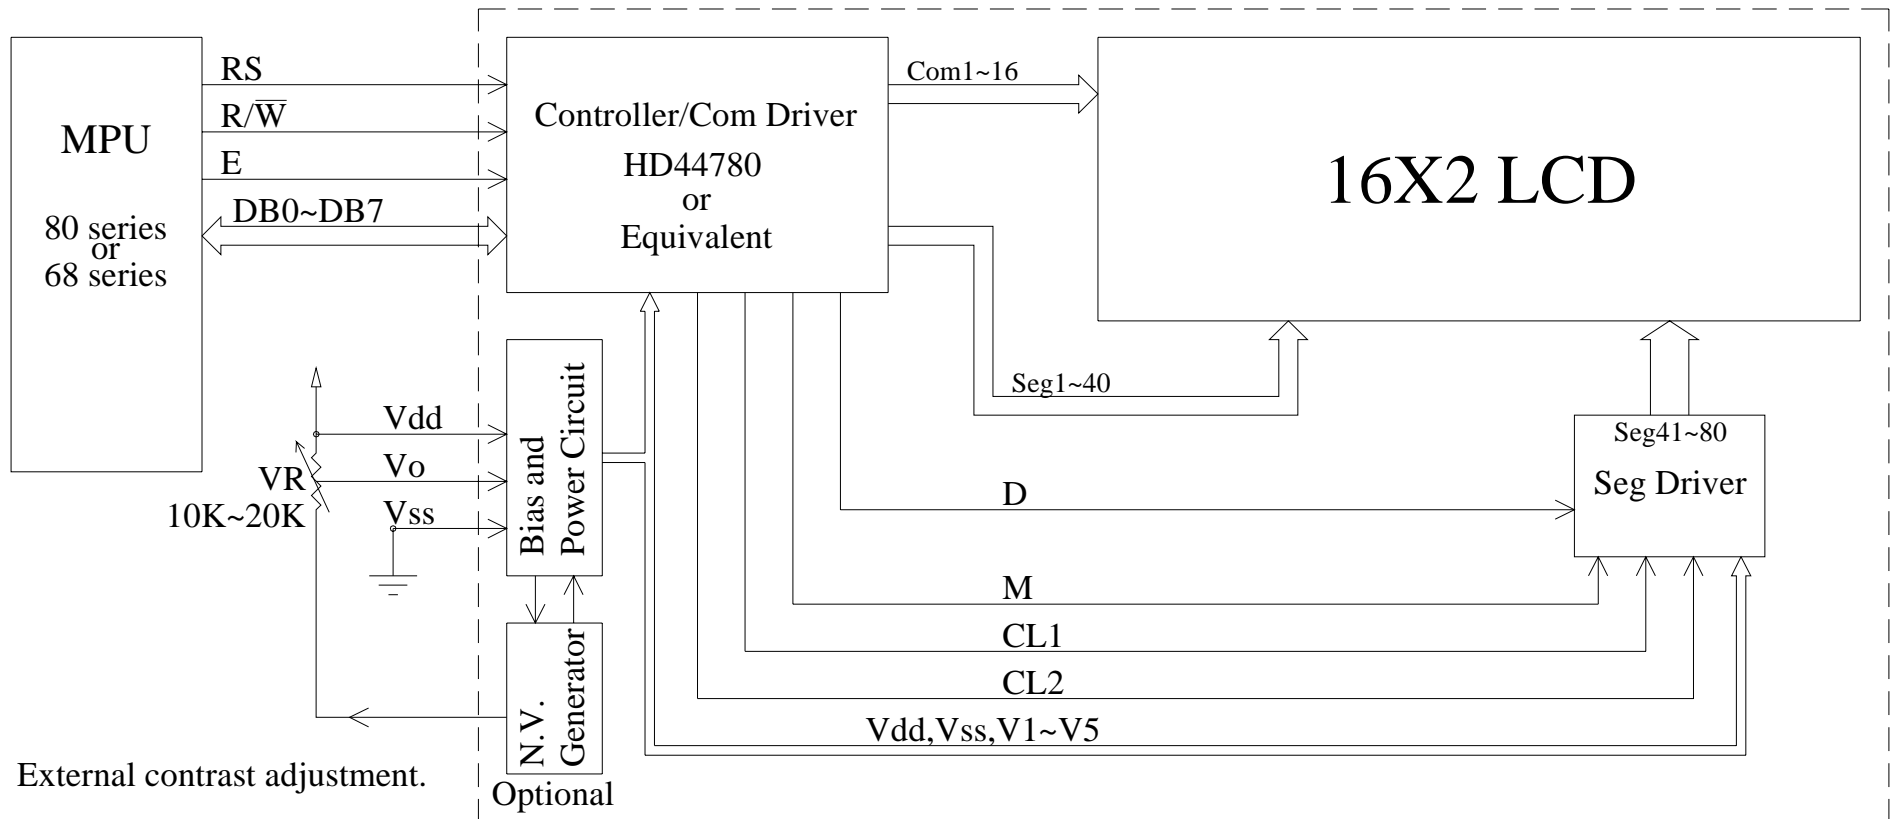 MPU
80 series
or
68 series
RS
R/W̅
E
DB0~DB7
Controller/Com Driver
HD44780
or
Equivalent
Com1~16
16X2 LCD
Seg1~40
Seg41~80
Seg Driver
Vdd
Vo
Vss
VR
10K~20K
Bias and
Power Circuit
D
M
CL1
CL2
Vdd,Vss,V1~V5
N.V.
Generator
Optional
External contrast adjustment.